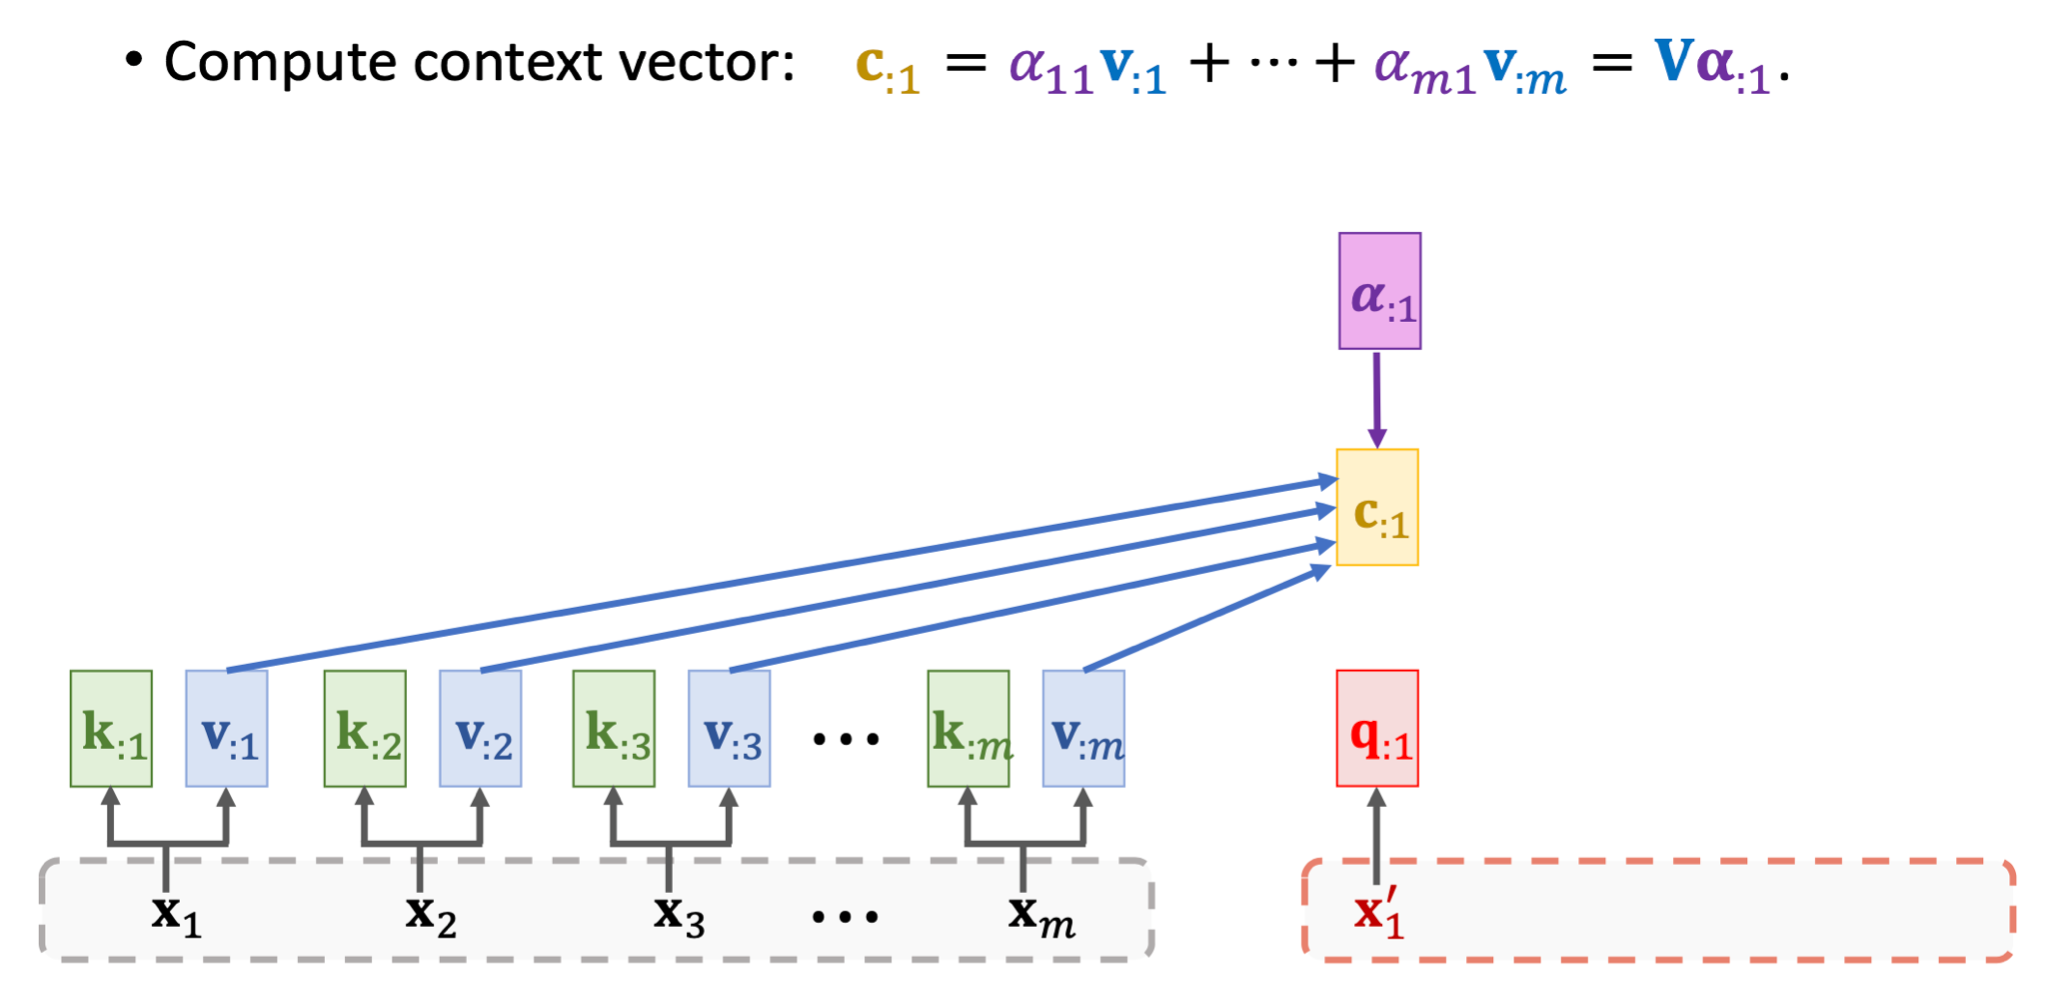 • Compute context vector: c:1 = α11v:1 + ⋯ + αm1v:m = Vα:1.
α:1
c:1
k:1 v:1 k:2 v:2 k:3 v:3 ⋯ k:m v:m q:1
x1 x2 x3 ⋯ xm x′1